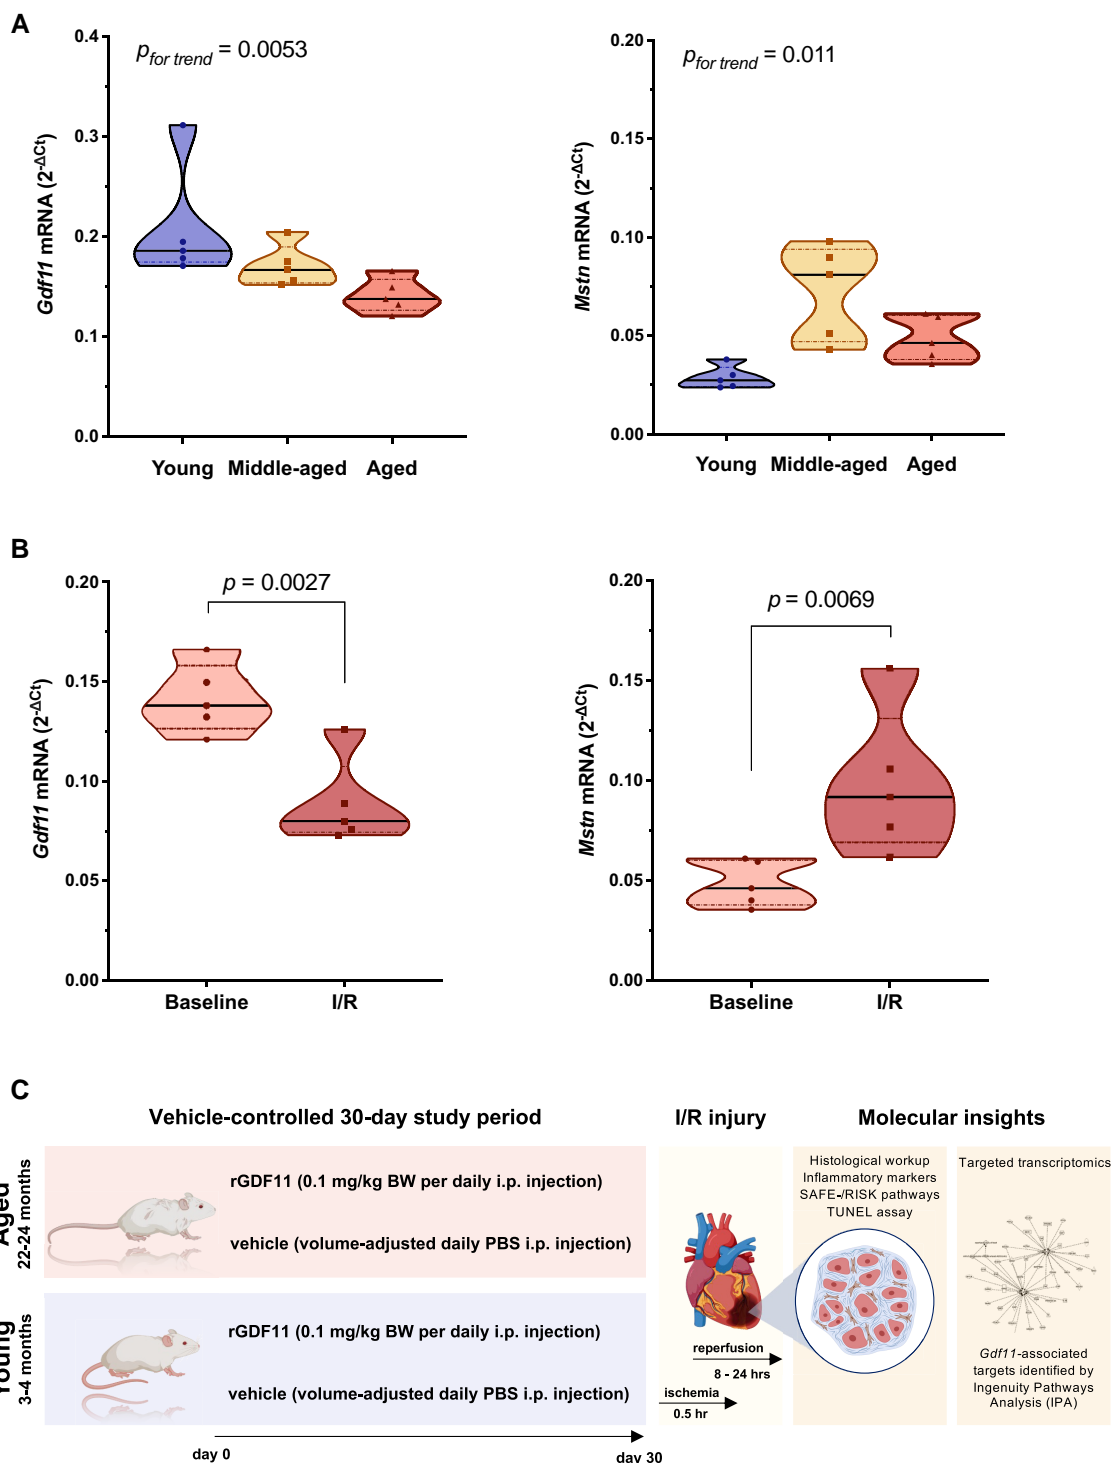 A
p for trend = 0.0053
Gdf11 mRNA (2-ΔCt)
0.4
0.3
0.2
0.1
0.0
Young Middle-aged Aged
p for trend = 0.011
Mstn mRNA (2-ΔCt)
0.20
0.15
0.10
0.05
0.00
Young Middle-aged Aged
B
p = 0.0027
Gdf11 mRNA (2-ΔCt)
0.20
0.15
0.10
0.05
0.00
Baseline I/R
p = 0.0069
Mstn mRNA (2-ΔCt)
0.20
0.15
0.10
0.05
0.00
Baseline I/R
C
Vehicle-controlled 30-day study period
Aged
22-24 months
rGDF11 (0.1 mg/kg BW per daily i.p. injection)
vehicle (volume-adjusted daily PBS i.p. injection)
Young
3-4 months
rGDF11 (0.1 mg/kg BW per daily i.p. injection)
vehicle (volume-adjusted daily PBS i.p. injection)
day 0
day 30
I/R injury
reperfusion
8 - 24 hrs
ischemia
0.5 hr
Molecular insights
Histological workup
Inflammatory markers
SAFE-/RISK pathways
TUNEL assay
Targeted transcriptomics
Gdf11-associated
targets identified by
Ingenuity Pathways
Analysis (IPA)